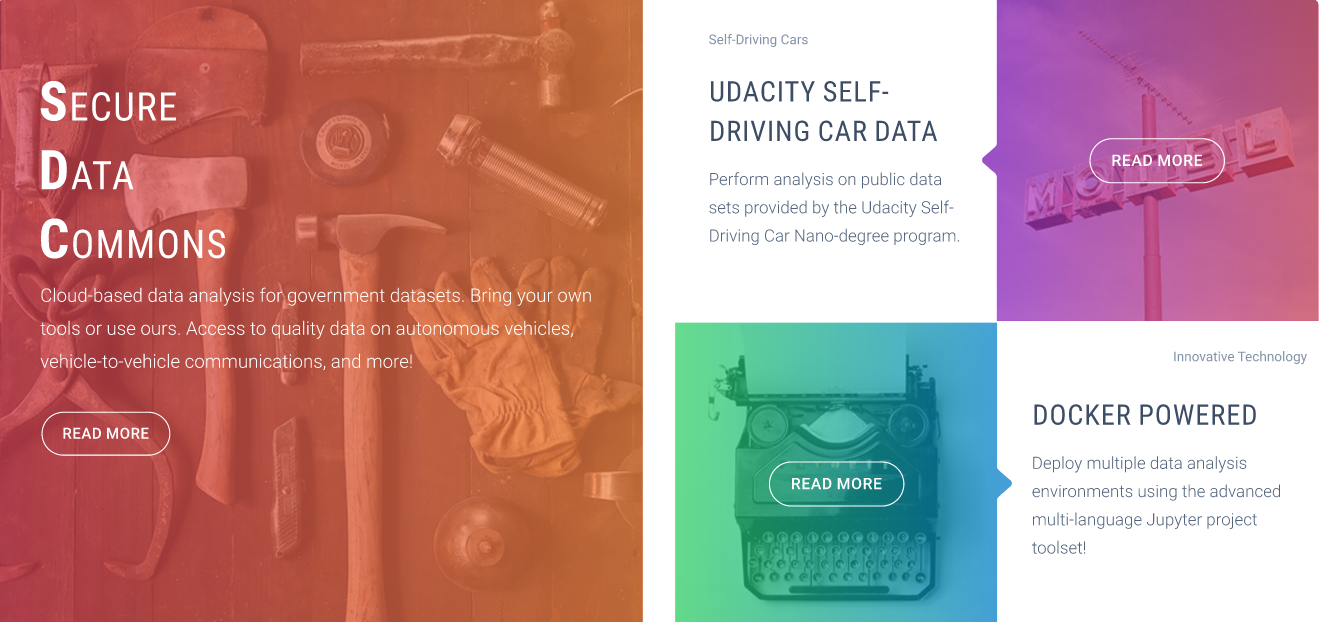 SECURE
DATA
COMMONS
Cloud-based data analysis for government datasets. Bring your own
tools or use ours. Access to quality data on autonomous vehicles,
vehicle-to-vehicle communications, and more!
READ MORE
Self-Driving Cars
UDACITY SELF-
DRIVING CAR DATA
Perform analysis on public data
sets provided by the Udacity Self-
Driving Car Nano-degree program.
MOBIL
READ MORE
READ MORE
Innovative Technology
DOCKER POWERED
Deploy multiple data analysis
environments using the advanced
multi-language Jupyter project
toolset!